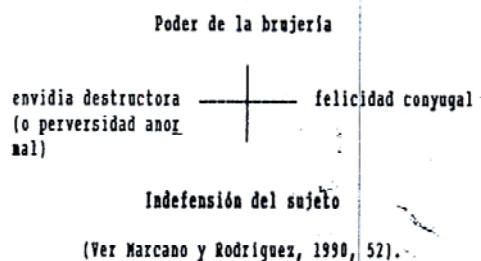 Poder de la brujería
envidia destructora felicidad conyugal
(o perversidad anor
mal)
Indefensión del sujeto
(Ver Marcano y Rodríguez, 1990, 52).